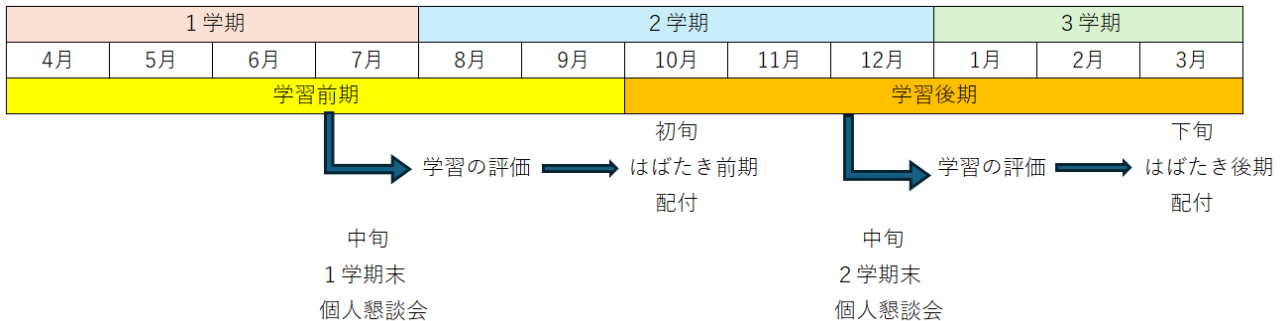 1学期 2学期 3学期
4月 5月 6月 7月 8月 9月 10月 11月 12月 1月 2月 3月
学習前期 学習後期
初旬 下旬
学習の評価 はばたき前期 学習の評価 はばたき後期
配付 配付
中旬 中旬
1学期末 2学期末
個人懇談会 個人懇談会